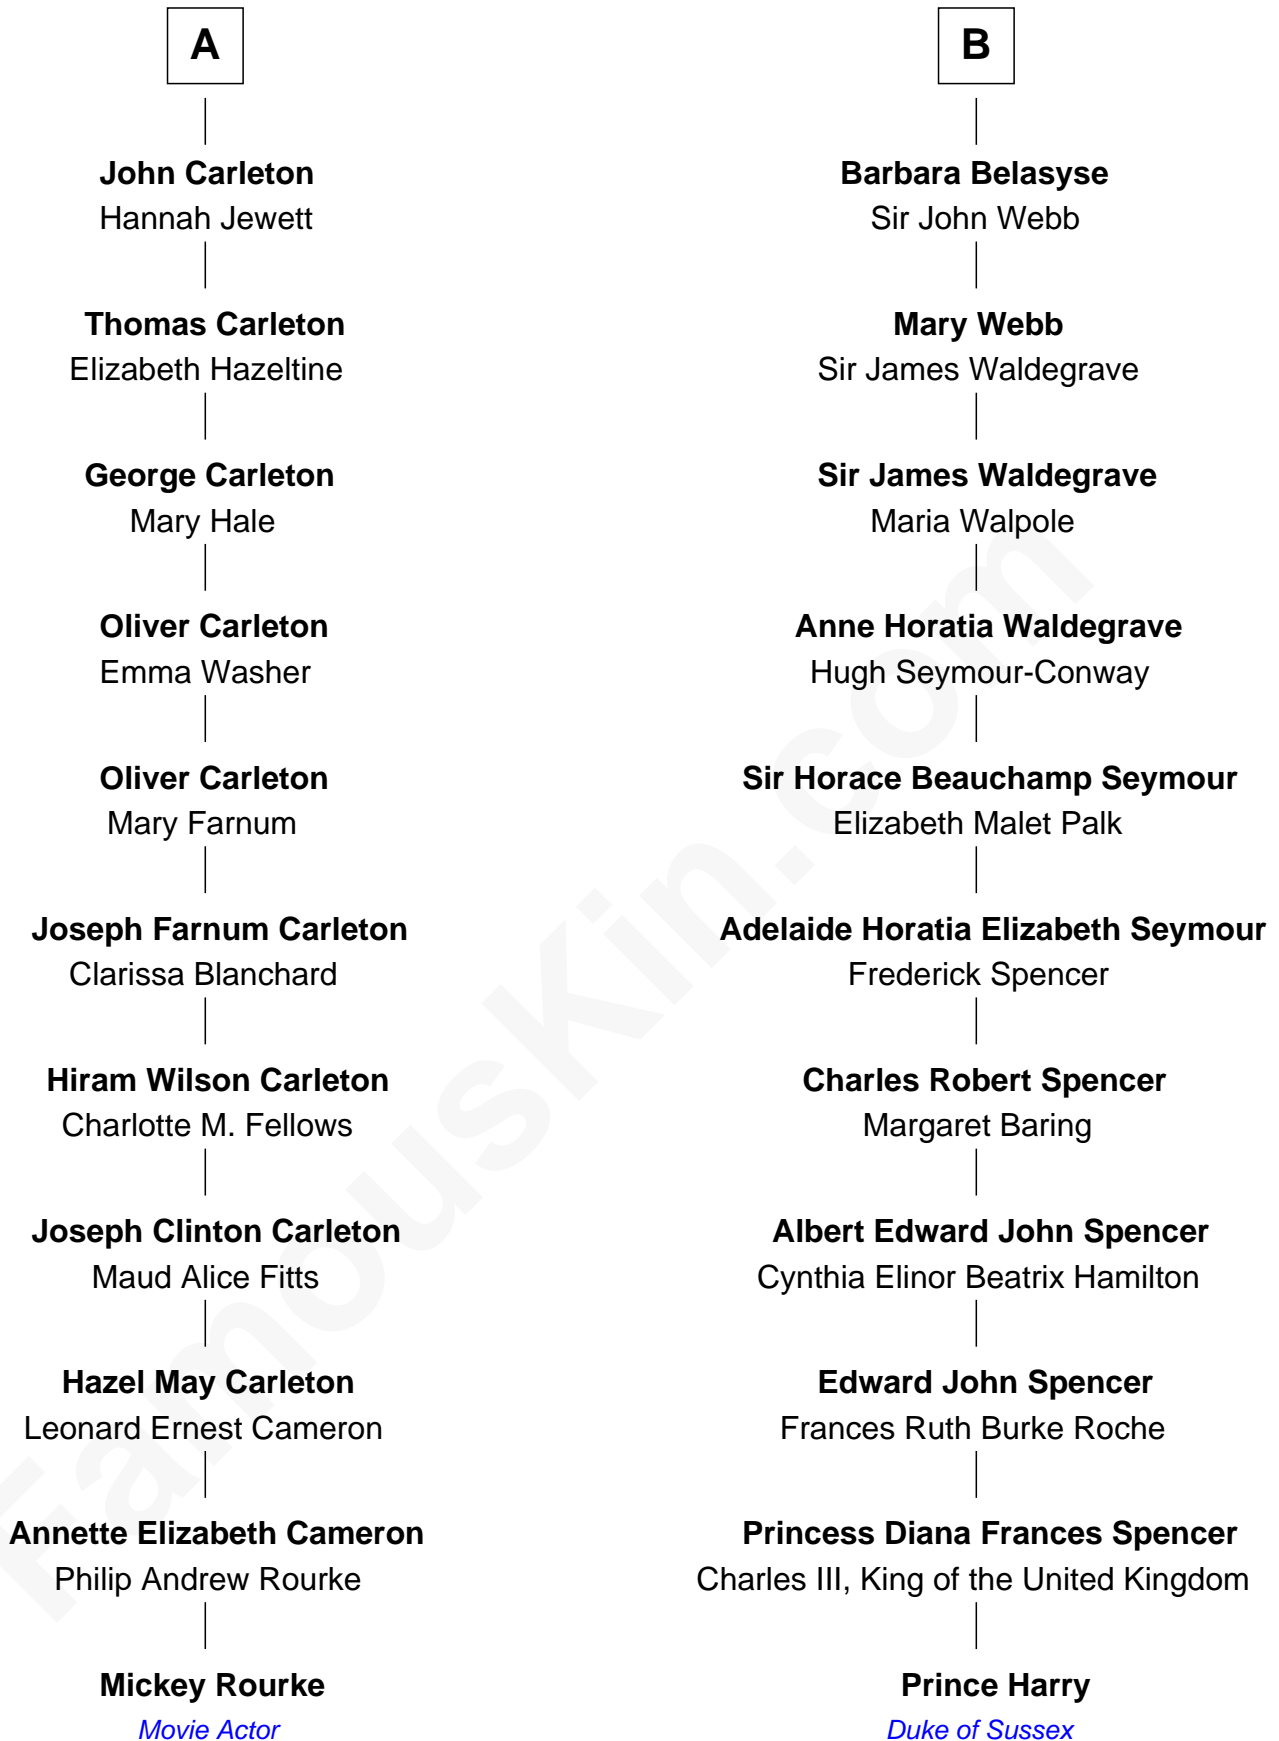 A
John Carleton
Hannah Jewett
Thomas Carleton
Elizabeth Hazeltine
George Carleton
Mary Hale
Oliver Carleton
Emma Washer
Oliver Carleton
Mary Farnum
Joseph Farnum Carleton
Clarissa Blanchard
Hiram Wilson Carleton
Charlotte M. Fellows
Joseph Clinton Carleton
Maud Alice Fitts
Hazel May Carleton
Leonard Ernest Cameron
Annette Elizabeth Cameron
Philip Andrew Rourke
Mickey Rourke
Movie Actor
B
Barbara Belasyse
Sir John Webb
Mary Webb
Sir James Waldegrave
Sir James Waldegrave
Maria Walpole
Anne Horatia Waldegrave
Hugh Seymour-Conway
Sir Horace Beauchamp Seymour
Elizabeth Malet Palk
Adelaide Horatia Elizabeth Seymour
Frederick Spencer
Charles Robert Spencer
Margaret Baring
Albert Edward John Spencer
Cynthia Elinor Beatrix Hamilton
Edward John Spencer
Frances Ruth Burke Roche
Princess Diana Frances Spencer
Charles III, King of the United Kingdom
Prince Harry
Duke of Sussex
FamousKin.com